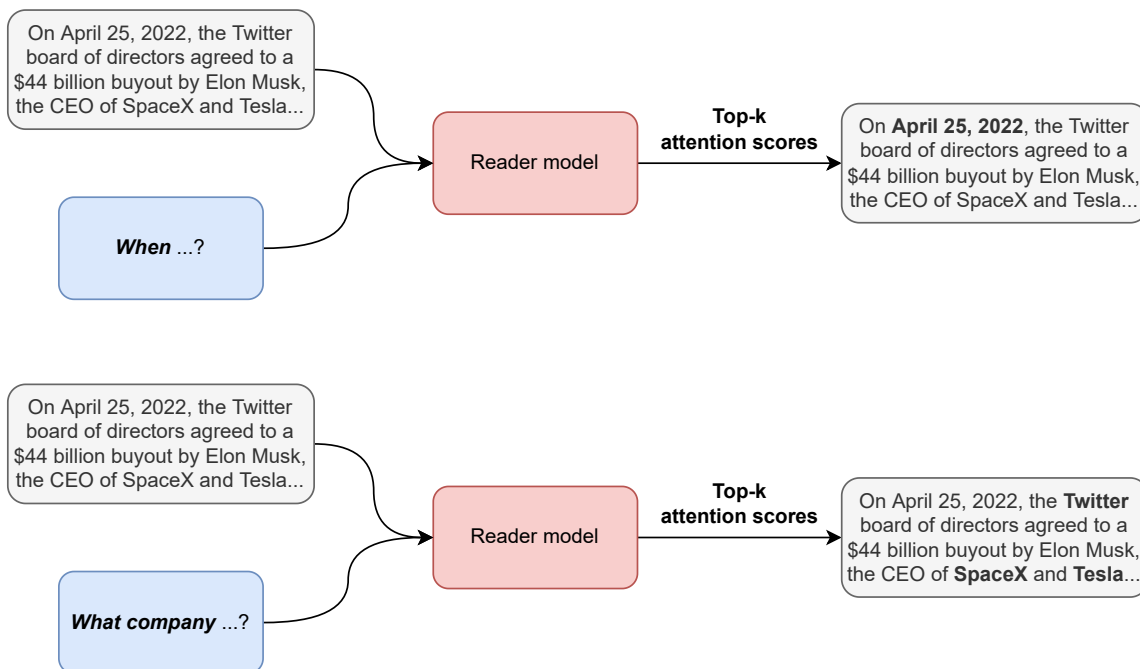 On April 25, 2022, the Twitter
board of directors agreed to a
$44 billion buyout by Elon Musk,
the CEO of SpaceX and Tesla...
When ...?
Reader model
Top-k
attention scores
On April 25, 2022, the Twitter
board of directors agreed to a
$44 billion buyout by Elon Musk,
the CEO of SpaceX and Tesla...
On April 25, 2022, the Twitter
board of directors agreed to a
$44 billion buyout by Elon Musk,
the CEO of SpaceX and Tesla...
What company ...?
Reader model
Top-k
attention scores
On April 25, 2022, the Twitter
board of directors agreed to a
$44 billion buyout by Elon Musk,
the CEO of SpaceX and Tesla...